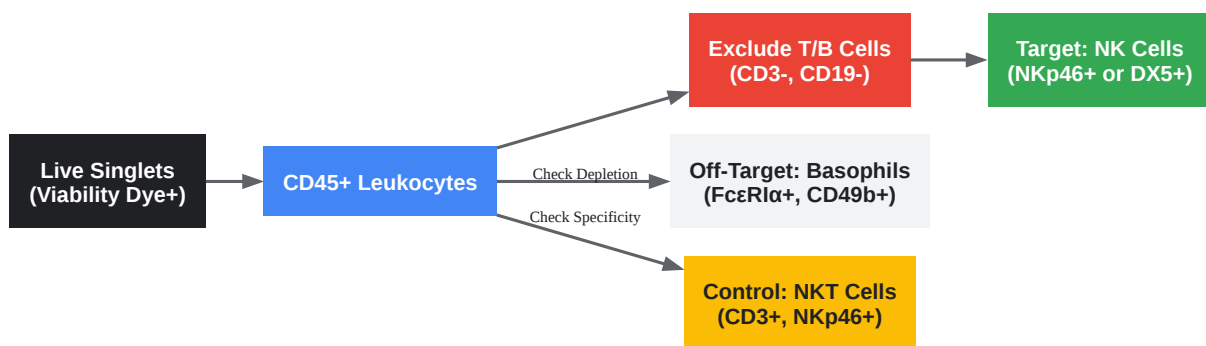 Live Singlets
(Viability Dye+)
CD45+ Leukocytes
Exclude T/B Cells
(CD3-, CD19-)
Target: NK Cells
(NKp46+ or DX5+)
Check Depletion
Off-Target: Basophils
(FcεRIα+, CD49b+)
Check Specificity
Control: NKT Cells
(CD3+, NKp46+)